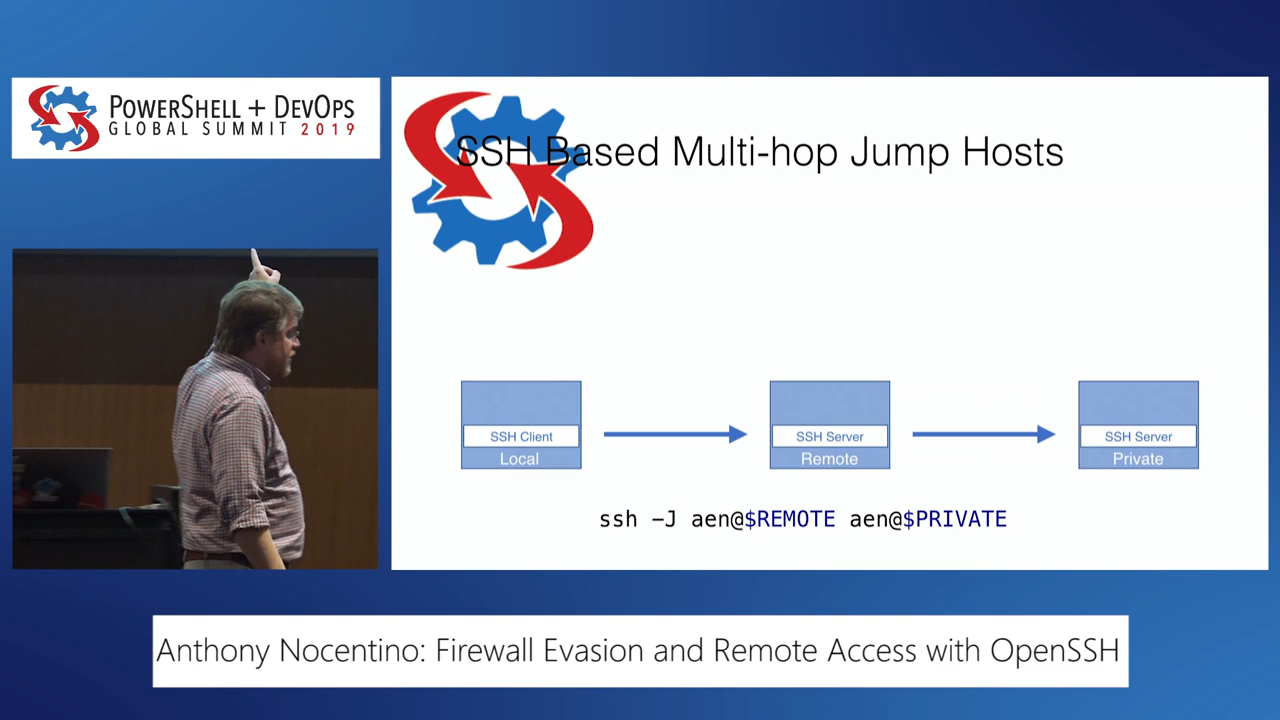 POWERSHELL + DEVOPS
GLOBAL SUMMIT 2019
SSH Based Multi-hop Jump Hosts
SSH Client
Local
SSH Server
Remote
SSH Server
Private
ssh –J aen@$REMOTE aen@$PRIVATE
Anthony Nocentino: Firewall Evasion and Remote Access with OpenSSH